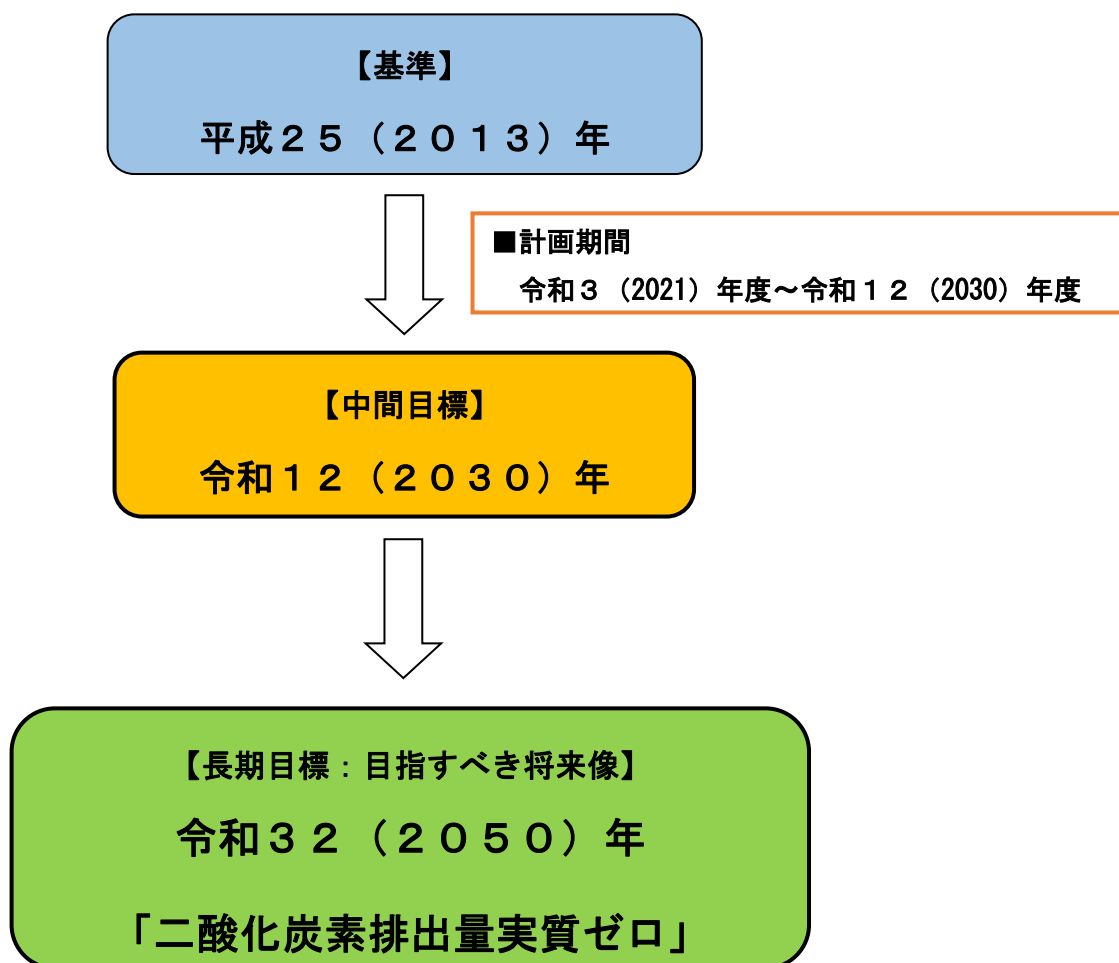 【基準】
平成２５（２０１３）年
■計画期間
令和３（2021）年度～令和１２（2030）年度
【中間目標】
令和１２（２０３０）年
【長期目標：目指すべき将来像】
令和３２（２０５０）年
「二酸化炭素排出量実質ゼロ」